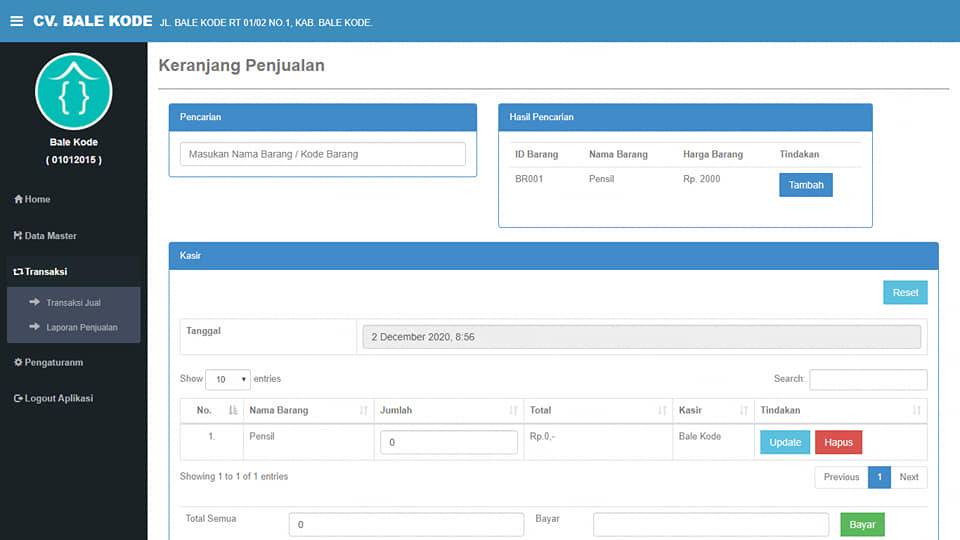 CV. BALE KODE JL. BALE KODE RT 01/02 NO.1, KAB. BALE KODE.
Bale Kode
( 01012015 )
Home
Data Master
Transaksi
Transaksi Jual
Laporan Penjualan
Pengaturanm
Logout Aplikasi
Keranjang Penjualan
Pencarian
Masukan Nama Barang / Kode Barang
Hasil Pencarian
ID Barang Nama Barang Harga Barang Tindakan
BR001 Pensil Rp. 2000 Tambah
Kasir
Reset
Tanggal 2 December 2020, 8:56
Show 10 entries Search:
No. Nama Barang Jumlah Total Kasir Tindakan
1. Pensil 0 Rp.0,- Bale Kode Update Hapus
Showing 1 to 1 of 1 entries Previous 1 Next
Total Semua 0 Bayar Bayar